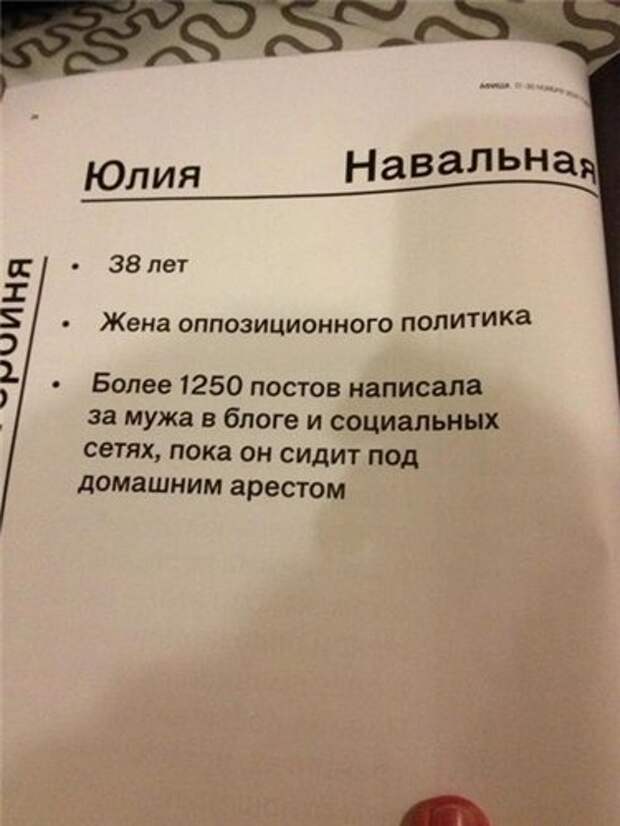 АФИША
Юлия Навальная
38 лет
Жена оппозиционного политика
Более 1250 постов написала
за мужа в блоге и социальных
сетях, пока он сидит под
домашним арестом